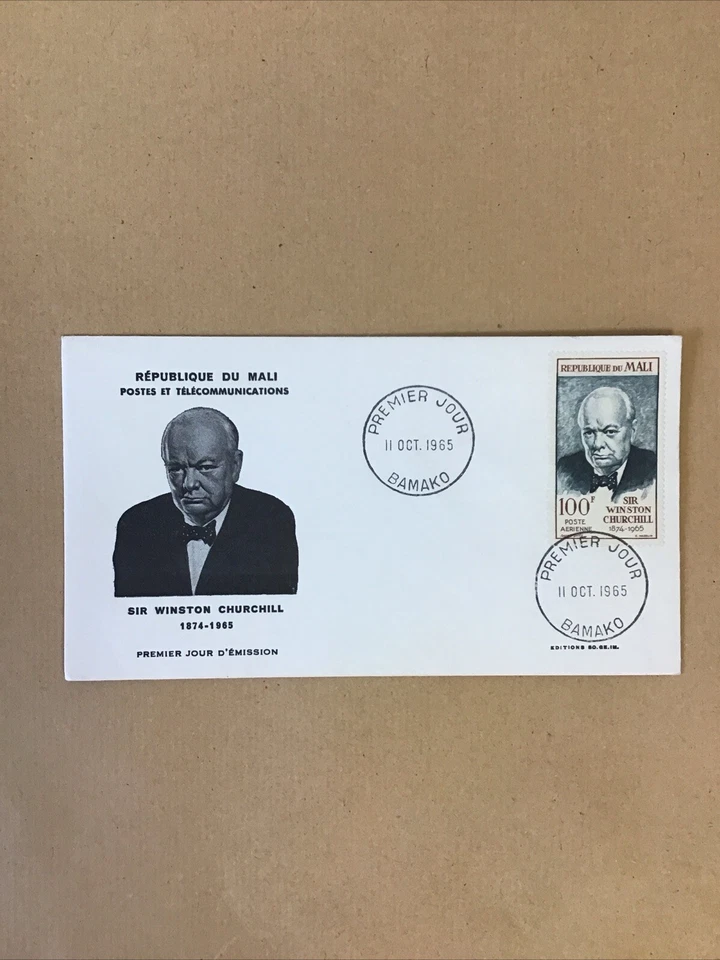 RÉPUBLIQUE DU MALI
POSTES ET TÉLÉCOMMUNICATIONS
SIR WINSTON CHURCHILL
1874-1965
PREMIER JOUR D'ÉMISSION
PREMIER JOUR
11 OCT. 1965
BAMAKO
REPUBLIQUE DU MALI
100F
SIR
WINSTON
CHURCHILL
POSTE
AERIENNE
1874-1965
PREMIER JOUR
11 OCT. 1965
BAMAKO
EDITIONS SO.GE.IM.